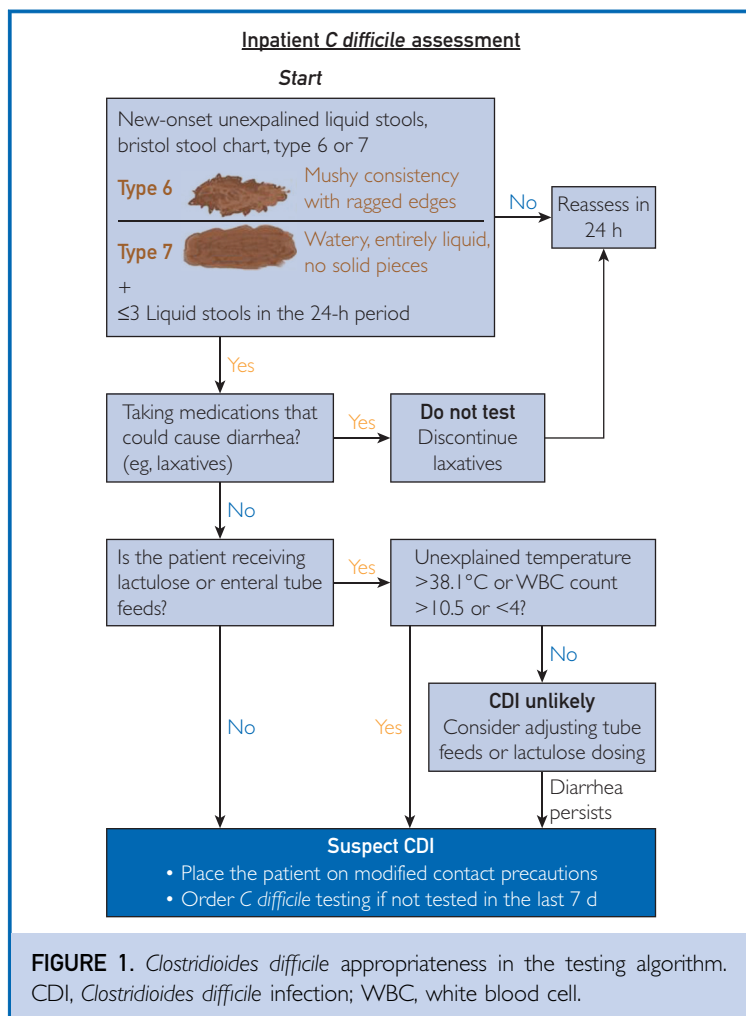 Inpatient C difficile assessment
Start
New-onset unexpalined liquid stools,
bristol stool chart, type 6 or 7
Type 6
Mushy consistency
with ragged edges
Type 7
Watery, entirely liquid,
no solid pieces
+
≤3 Liquid stools in the 24-h period
No
Reassess in
24 h
Yes
Taking medications that
could cause diarrhea?
(eg, laxatives)
Yes
Do not test
Discontinue
laxatives
No
Is the patient receiving
lactulose or enteral tube
feeds?
Yes
Unexplained temperature
>38.1°C or WBC count
>10.5 or <4?
No
CDI unlikely
Consider adjusting tube
feeds or lactulose dosing
No
Yes
Diarrhea
persists
Suspect CDI
• Place the patient on modified contact precautions
• Order C difficile testing if not tested in the last 7 d
FIGURE 1. Clostridioides difficile appropriateness in the testing algorithm.
CDI, Clostridioides difficile infection; WBC, white blood cell.